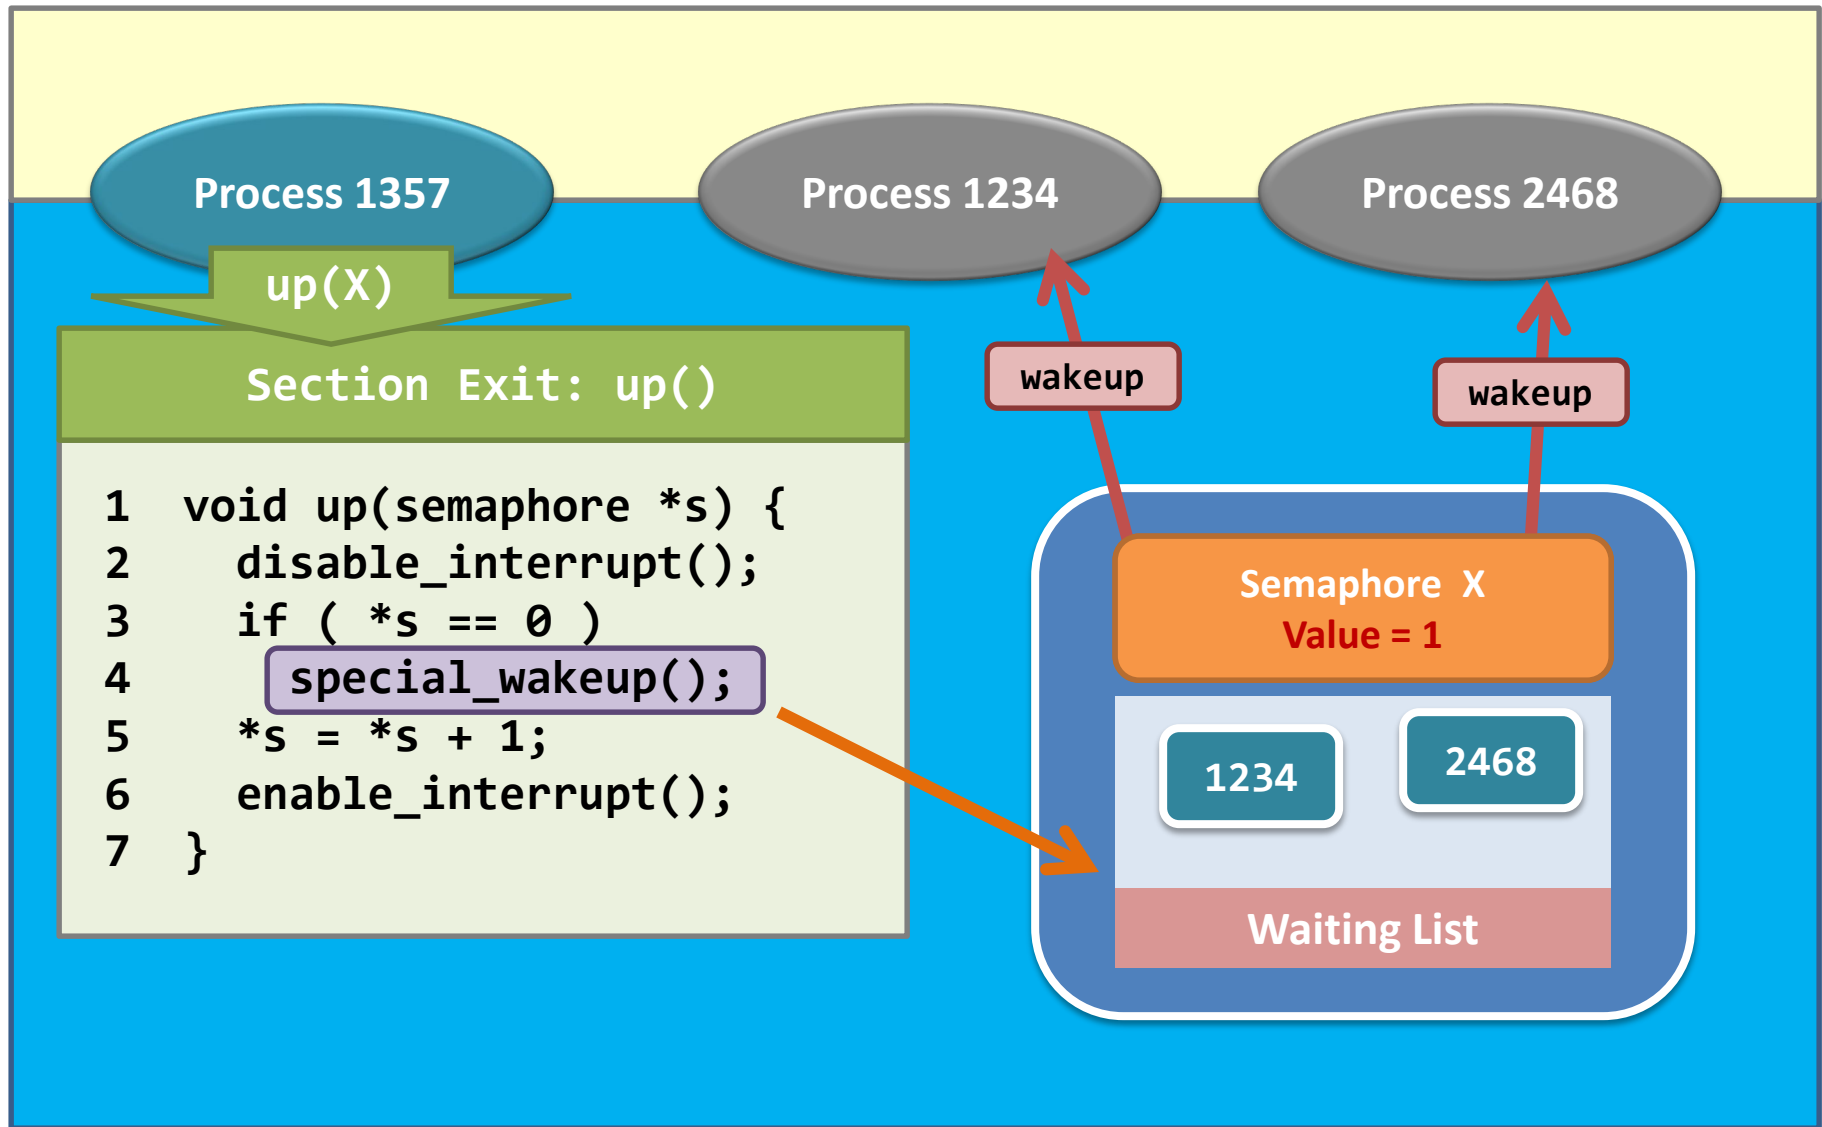 Process 1357
Process 1234
Process 2468
up(X)
Section Exit: up()
1 void up(semaphore *s) {
2   disable_interrupt();
3   if ( *s == 0 )
4     special_wakeup();
5   *s = *s + 1;
6   enable_interrupt();
7 }
wakeup
wakeup
Semaphore X
Value = 1
1234
2468
Waiting List